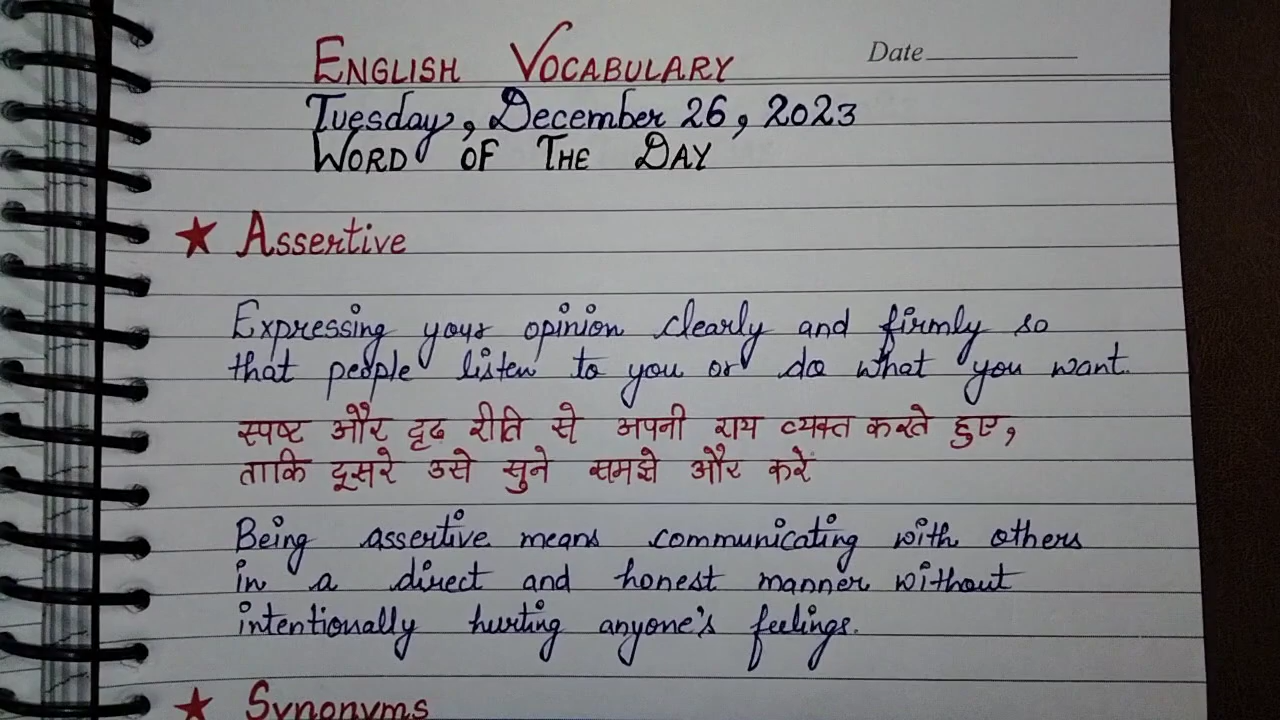 ENGLISH VOCABULARY
Date
Tuesday, December 26, 2023
WORD OF THE DAY
★ Assertive
Expressing your opinion clearly and firmly so
that people listen to you or do what you want.
स्पष्ट और दृढ रीति से अपनी राय व्यक्त करते हुए,
ताकि दूसरे उसे सुने समझे और करें
Being assertive means communicating with others
in a direct and honest manner without
intentionally hurting anyone's feelings.
★ Synonyms